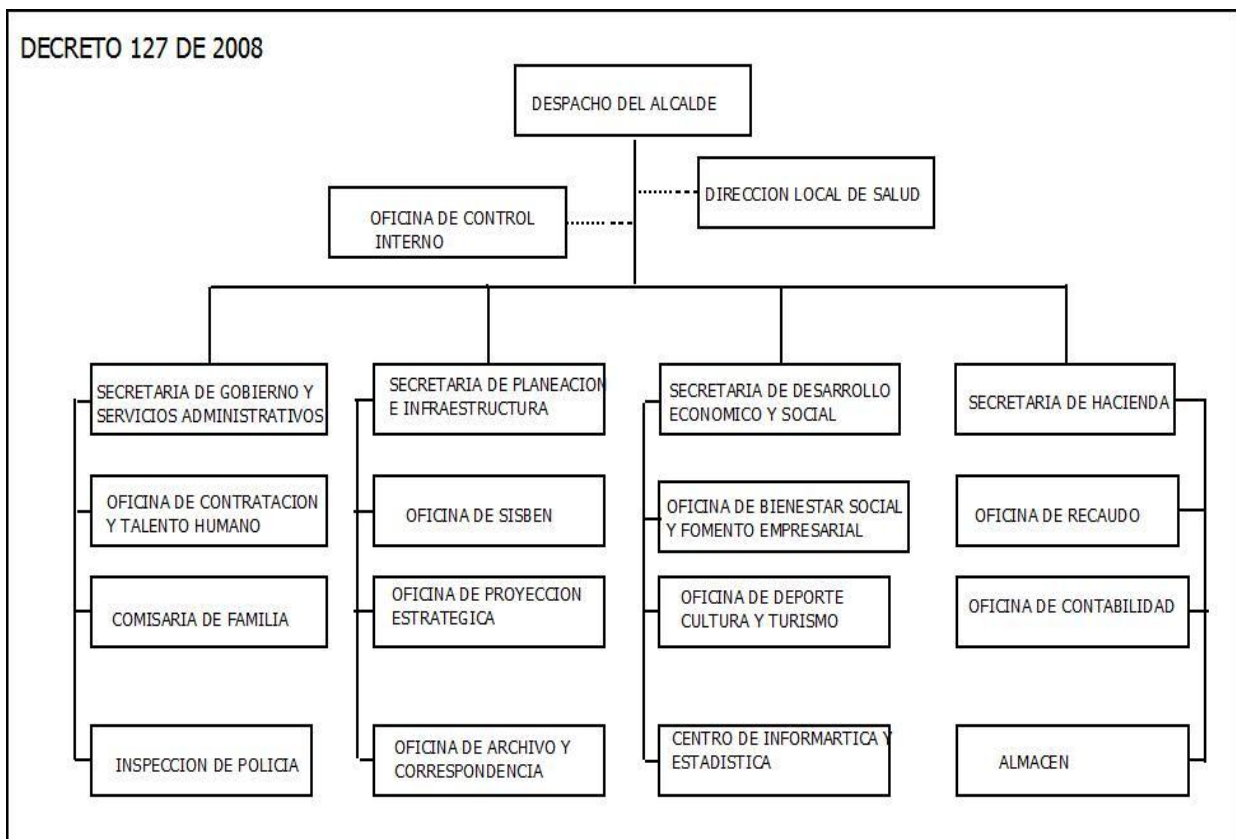 DECRETO 127 DE 2008
DESPACHO DEL ALCALDE
DIRECCION LOCAL DE SALUD
OFICINA DE CONTROL
INTERNO
SECRETARIA DE GOBIERNO Y
SERVICIOS ADMINISTRATIVOS
SECRETARIA DE PLANEACION
E INFRAESTRUCTURA
SECRETARIA DE DESARROLLO
ECONOMICO Y SOCIAL
SECRETARIA DE HACIENDA
OFICINA DE CONTRATACION
Y TALENTO HUMANO
OFICINA DE SISBEN
OFICINA DE BIENESTAR SOCIAL
Y FOMENTO EMPRESARIAL
OFICINA DE RECAUDO
COMISARIA DE FAMILIA
OFICINA DE PROYECCION
ESTRATEGICA
OFICINA DE DEPORTE
CULTURA Y TURISMO
OFICINA DE CONTABILIDAD
INSPECCION DE POLICIA
OFICINA DE ARCHIVO Y
CORRESPONDENCIA
CENTRO DE INFORMARTICA Y
ESTADISTICA
ALMACEN